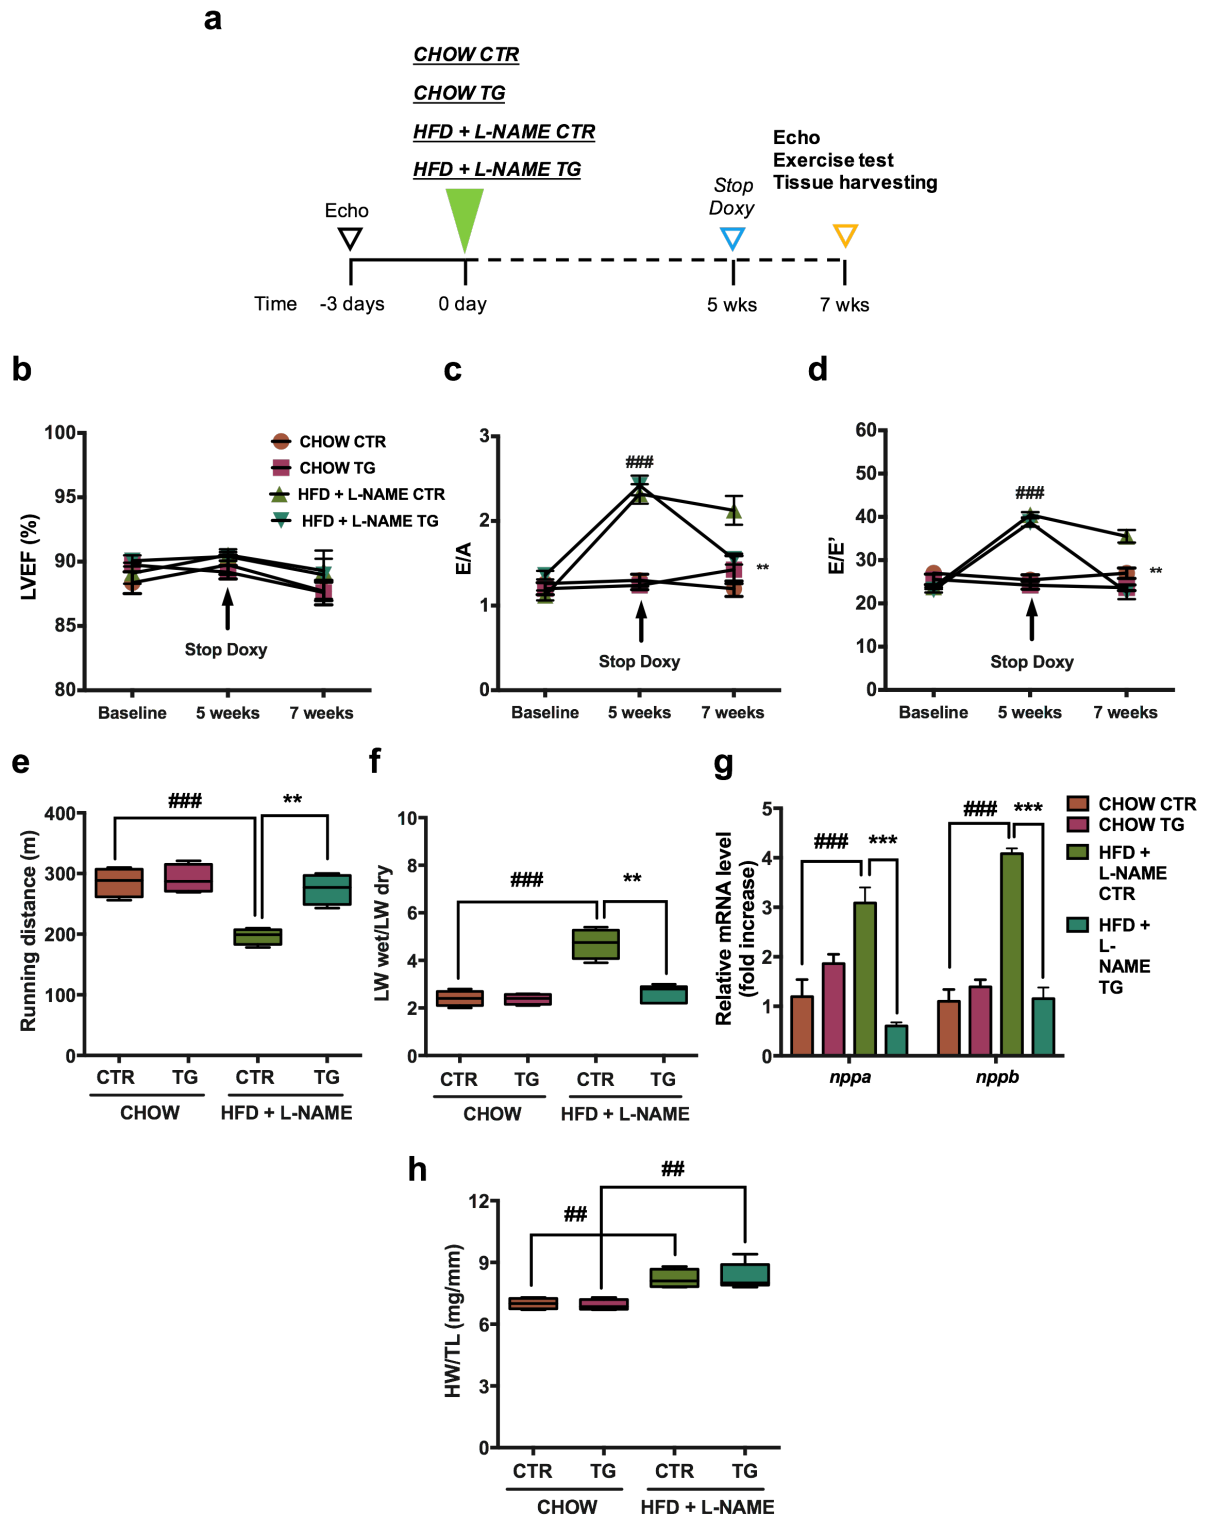 a
CHOW CTR
CHOW TG
HFD + L-NAME CTR
HFD + L-NAME TG
Echo
Exercise test
Tissue harvesting
Stop
Doxy
Echo
Time -3 days 0 day 5 wks 7 wks
b
LVEF (%)
100
95
90
85
80
CHOW CTR
CHOW TG
HFD + L-NAME CTR
HFD + L-NAME TG
Stop Doxy
Baseline 5 weeks 7 weeks
c
E/A
3
2
1
0
###
**
Stop Doxy
Baseline 5 weeks 7 weeks
d
E/E’
60
50
40
30
20
10
0
###
**
Stop Doxy
Baseline 5 weeks 7 weeks
e
Running distance (m)
400
300
200
100
0
### **
CTR TG CTR TG
CHOW HFD + L-NAME
f
LW wet/LW dry
10
8
6
4
2
0
### **
CTR TG CTR TG
CHOW HFD + L-NAME
g
Relative mRNA level
(fold increase)
5
4
3
2
1
0
### ***
### ***
nppa nppb
CHOW CTR
CHOW TG
HFD +
L-NAME
CTR
HFD +
L-
NAME
TG
h
HW/TL (mg/mm)
12
9
6
3
0
##
##
CTR TG CTR TG
CHOW HFD + L-NAME